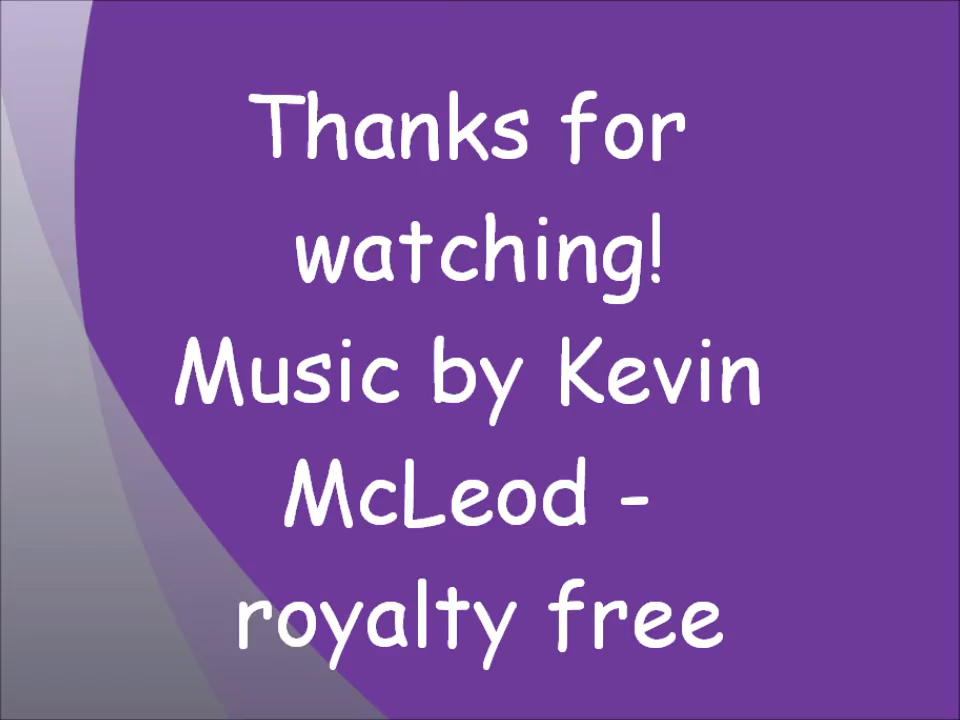 Thanks for
watching!
Music by Kevin
McLeod -
royalty free